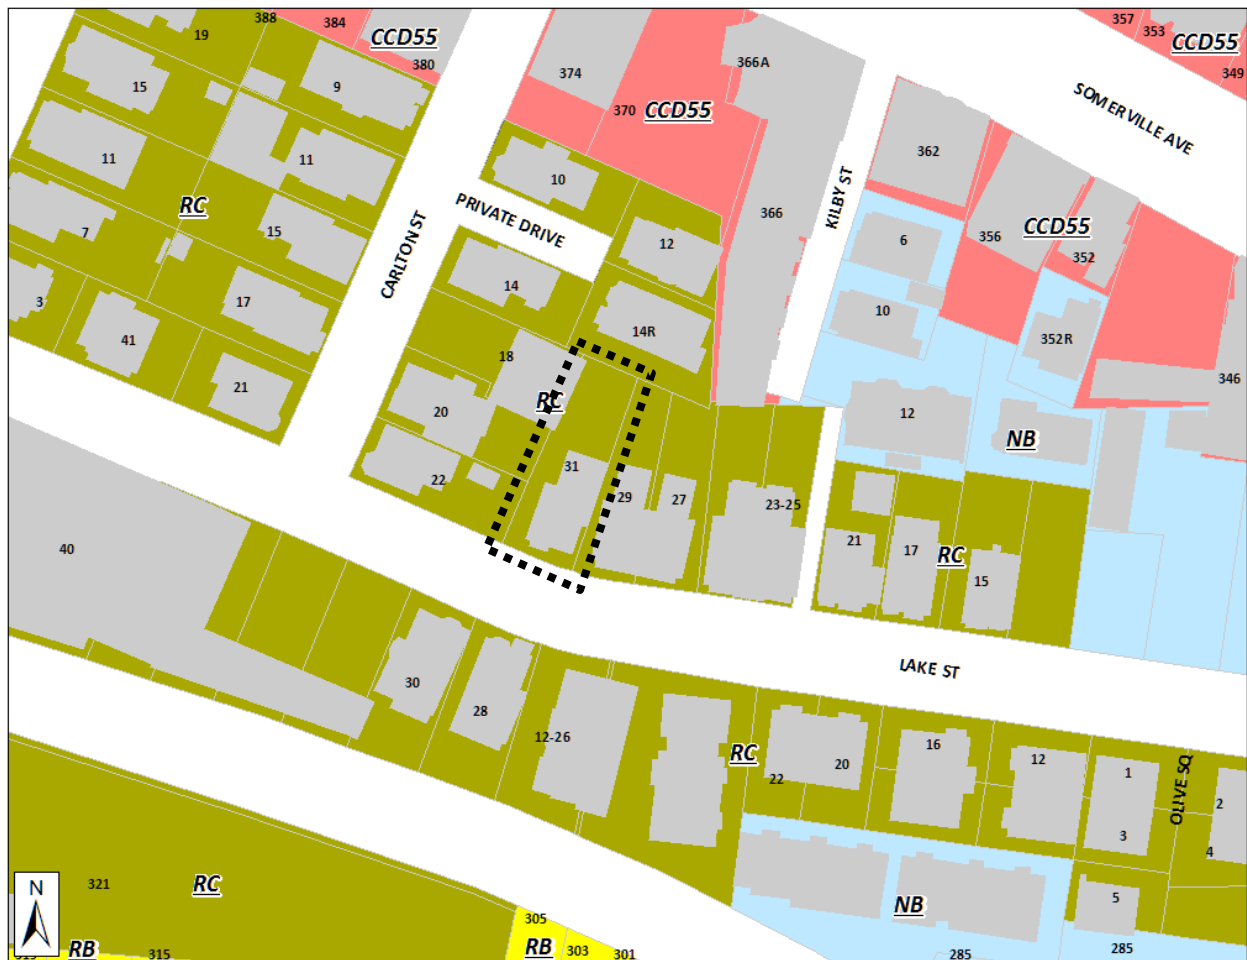 388
384
CCD55
380
19
15
9
374
366A
357
353
CCD55
349
370
CCD55
SOMERVILLE AVE
11
11
10
362
RC
7
15
PRIVATE DRIVE
CARLTON ST
12
366
KILBY ST
6
356
CCD55
352
3
17
14
14R
10
352R
41
21
18
RC
20
346
12
NB
22
31
29
27
23-25
21
17
RC
15
40
LAKE ST
30
28
12-26
RC
22
20
16
12
1
3
OLIVE SQ
2
4
321
RC
NB
5
N
305
RB
303
301
RB
315
285
285